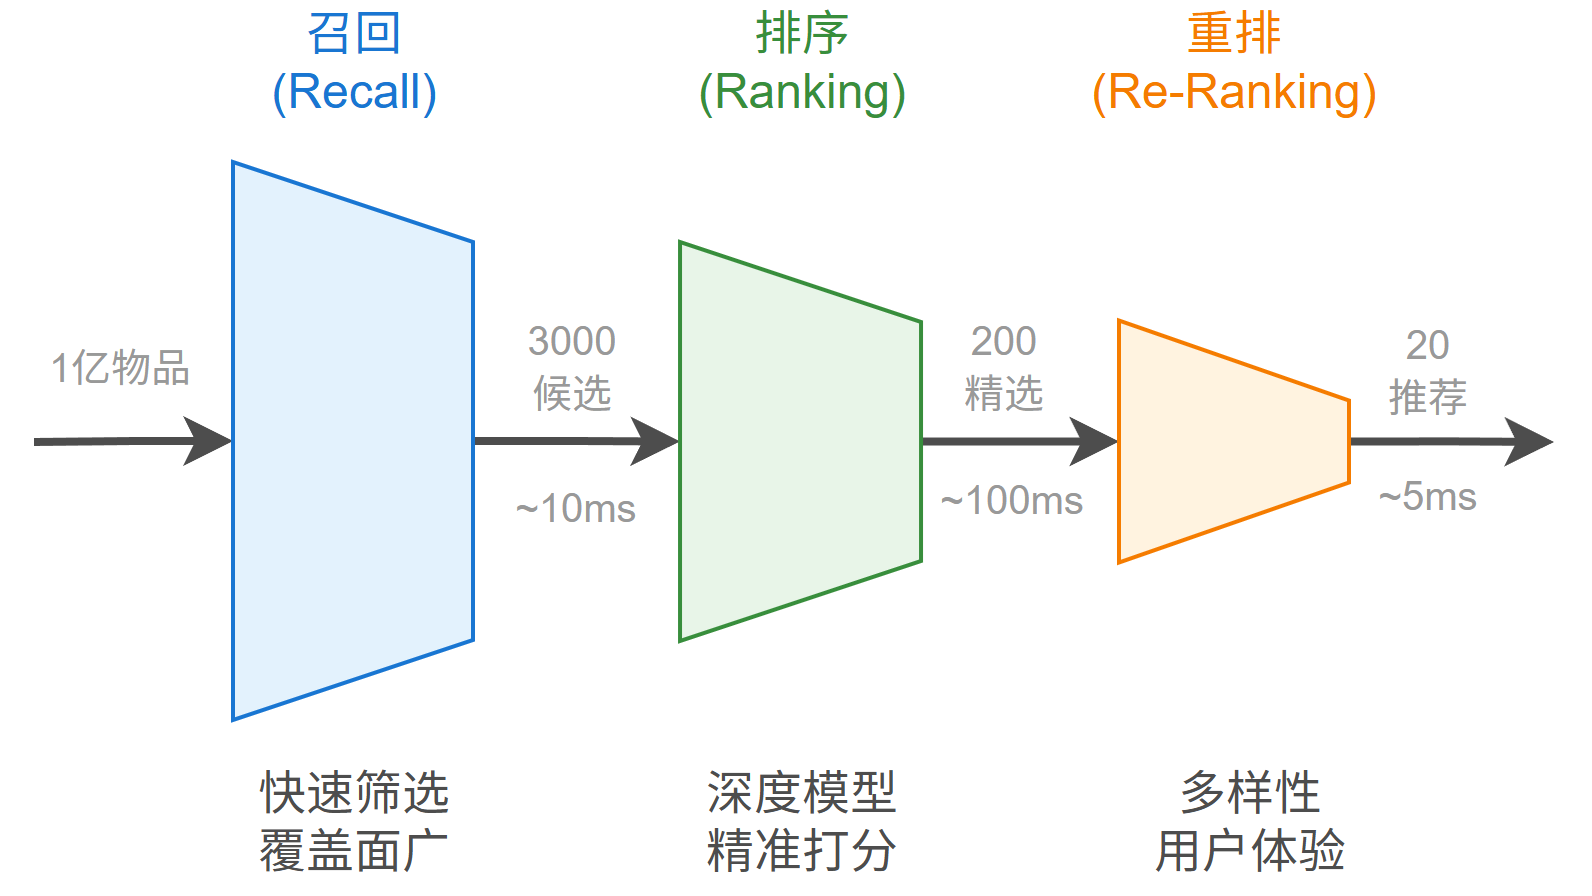 召回
(Recall)
排序
(Ranking)
重排
(Re-Ranking)
1亿物品
3000
候选
~10ms
200
精选
~100ms
20
推荐
~5ms
快速筛选
覆盖面广
深度模型
精准打分
多样性
用户体验